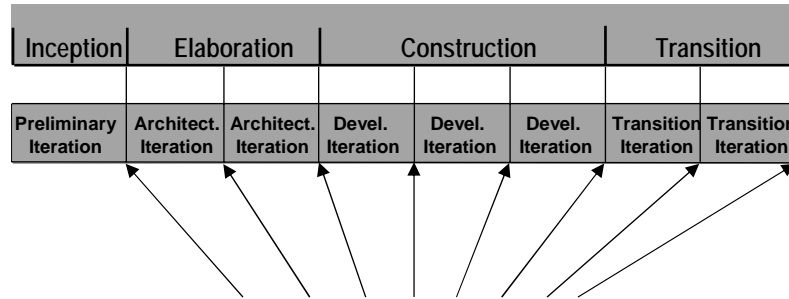 Inception Elaboration Construction Transition
Preliminary Architect. Architect. Devel. Devel. Devel. Transition Transition
Iteration Iteration Iteration Iteration Iteration Iteration Iteration Iteration